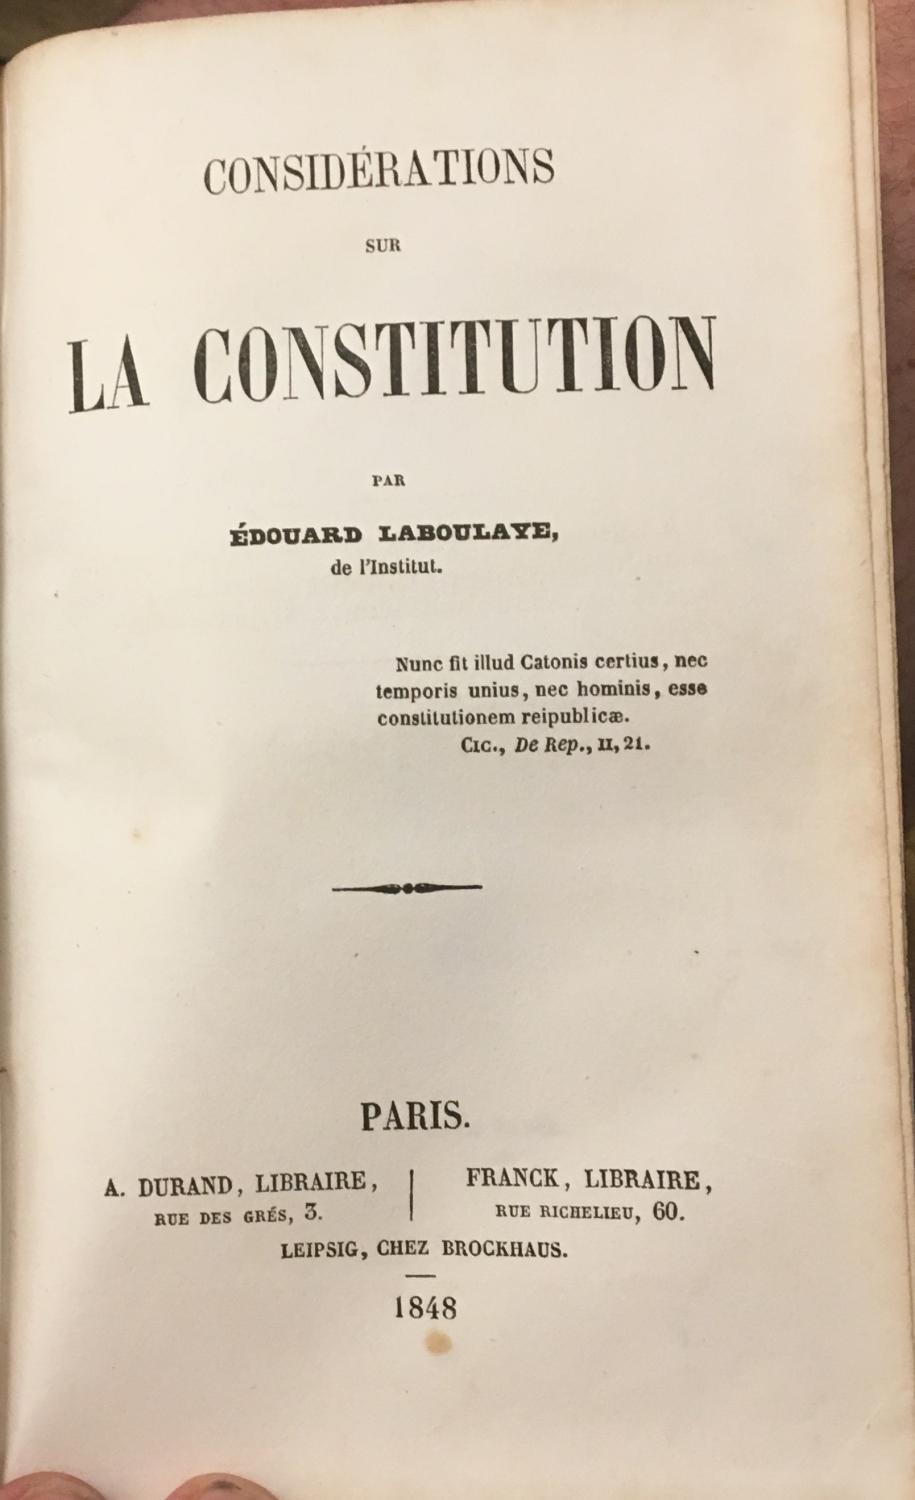 CONSIDÉRATIONS
SUR
LA CONSTITUTION
PAR
ÉDOUARD LABOULAYE,
de l'Institut.
Nunc fit illud Catonis certius, nec
temporis unius, nec hominis, esse
constitutionem reipublicæ.
CIC., De Rep., II, 21.
PARIS.
A. DURAND, LIBRAIRE,
RUE DES GRÉS, 3.
FRANCK, LIBRAIRE,
RUE RICHELIEU, 60.
LEIPSIG, CHEZ BROCKHAUS.
1848